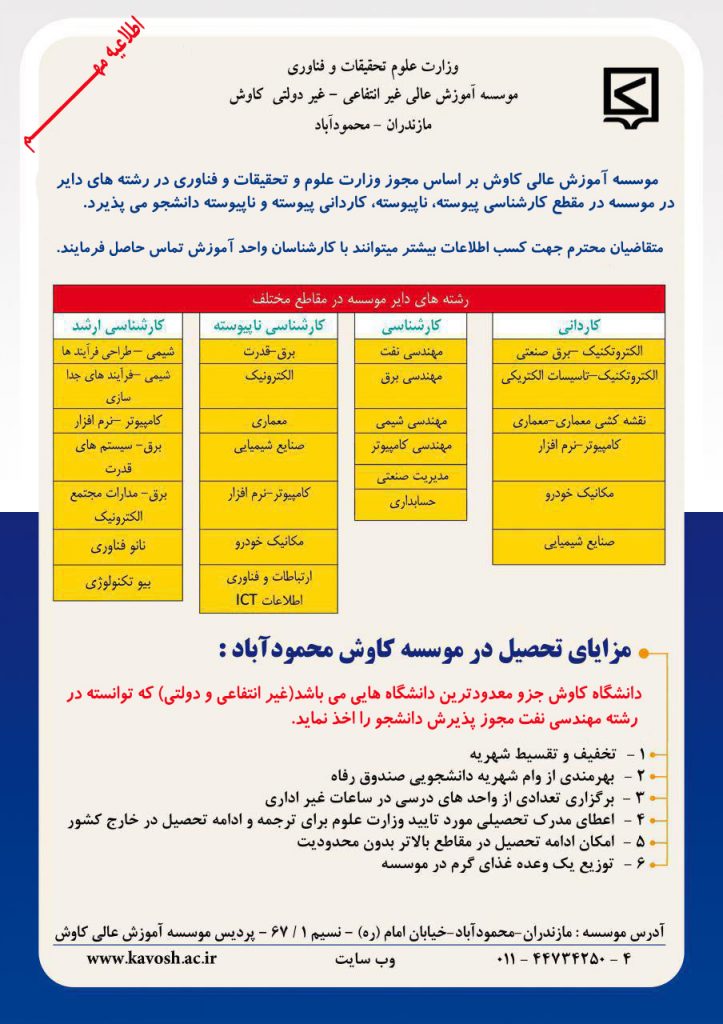 اطلاعیه مهم
وزارت علوم تحقیقات و فناوری
موسسه آموزش عالی غیر انتفاعی - غیر دولتی کاوش
مازندران - محمودآباد
موسسه آموزش عالی کاوش بر اساس مجوز وزارت علوم و تحقیقات و فناوری در رشته های دایر
در موسسه در مقطع کارشناسی پیوسته، ناپیوسته، کاردانی پیوسته و ناپیوسته دانشجو می پذیرد.
متقاضیان محترم جهت کسب اطلاعات بیشتر میتوانند با کارشناسان واحد آموزش تماس حاصل فرمایند.
رشته های دایر موسسه در مقاطع مختلف
کاردانی
الکتروتکنیک -برق صنعتی
الکتروتکنیک-تاسیسات الکتریکی
نقشه کشی معماری-معماری
کامپیوتر-نرم افزار
مکانیک خودرو
صنایع شیمیایی
کارشناسی
مهندسی نفت
مهندسی برق
مهندسی شیمی
مهندسی کامپیوتر
مدیریت صنعتی
حسابداری
کارشناسی ناپیوسته
برق-قدرت
الکترونیک
معماری
صنایع شیمیایی
کامپیوتر-نرم افزار
مکانیک خودرو
ارتباطات و فناوری
اطلاعات ICT
کارشناسی ارشد
شیمی -طراحی فرآیند ها
شیمی -فرآیند های جدا
سازی
کامپیوتر -نرم افزار
برق- سیستم های
قدرت
برق- مدارات مجتمع
الکترونیک
نانو فناوری
بیو تکنولوژی
مزایای تحصیل در موسسه کاوش محمودآباد :
دانشگاه کاوش جزو معدودترین دانشگاه هایی می باشد(غیر انتفاعی و دولتی) که توانسته در
رشته مهندسی نفت مجوز پذیرش دانشجو را اخذ نماید.
۱ - تخفیف و تقسیط شهریه
۲ - بهرمندی از وام شهریه دانشجویی صندوق رفاه
۳ - برگزاری تعدادی از واحد های درسی در ساعات غیر اداری
۴ - اعطای مدرک تحصیلی مورد تایید وزارت علوم برای ترجمه و ادامه تحصیل در خارج کشور
۵ - امکان ادامه تحصیل در مقاطع بالاتر بدون محدودیت
۶ - توزیع یک وعده غذای گرم در موسسه
آدرس موسسه : مازندران-محمودآباد-خیابان امام (ره) - نسیم ۱ / ۶۷ - پردیس موسسه آموزش عالی کاوش
۰۱۱ - ۴۴۷۳۴۲۵۰ - ۴ وب سایت www.kavosh.ac.ir